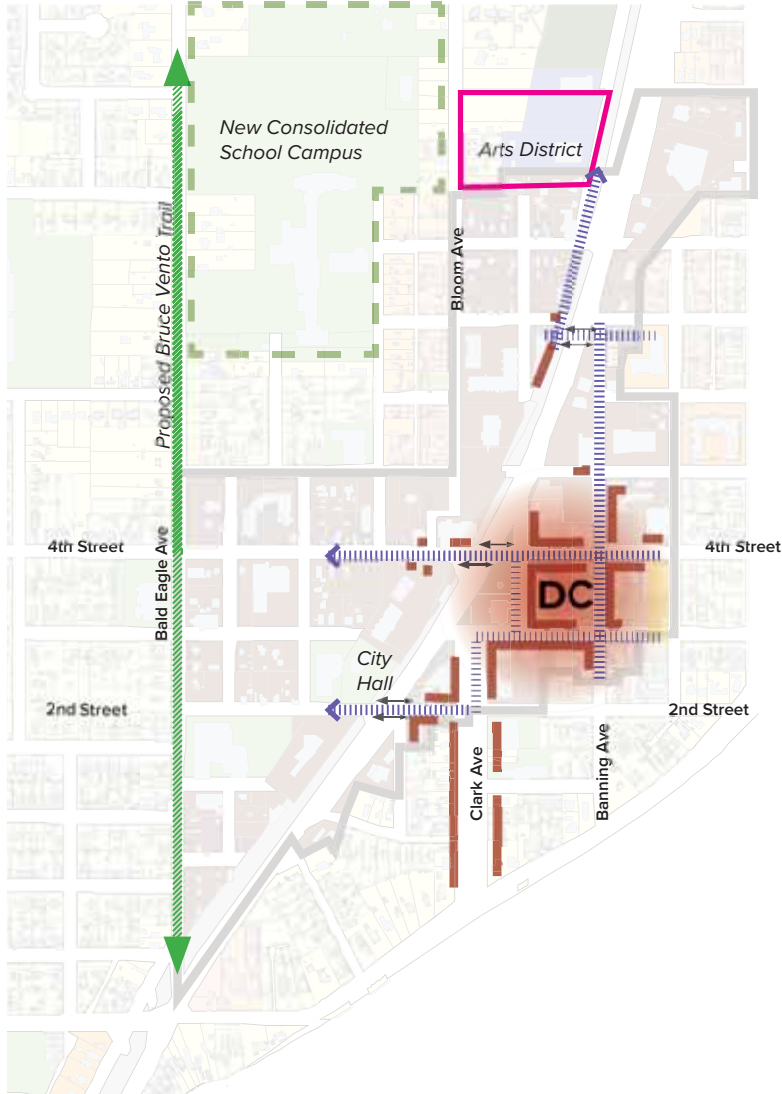 New Consolidated
School Campus
Arts District
Proposed Bruce Vento Trail
Bloom Ave
4th Street
4th Street
Bald Eagle Ave
DC
City
Hall
2nd Street
2nd Street
Clark Ave
Banning Ave